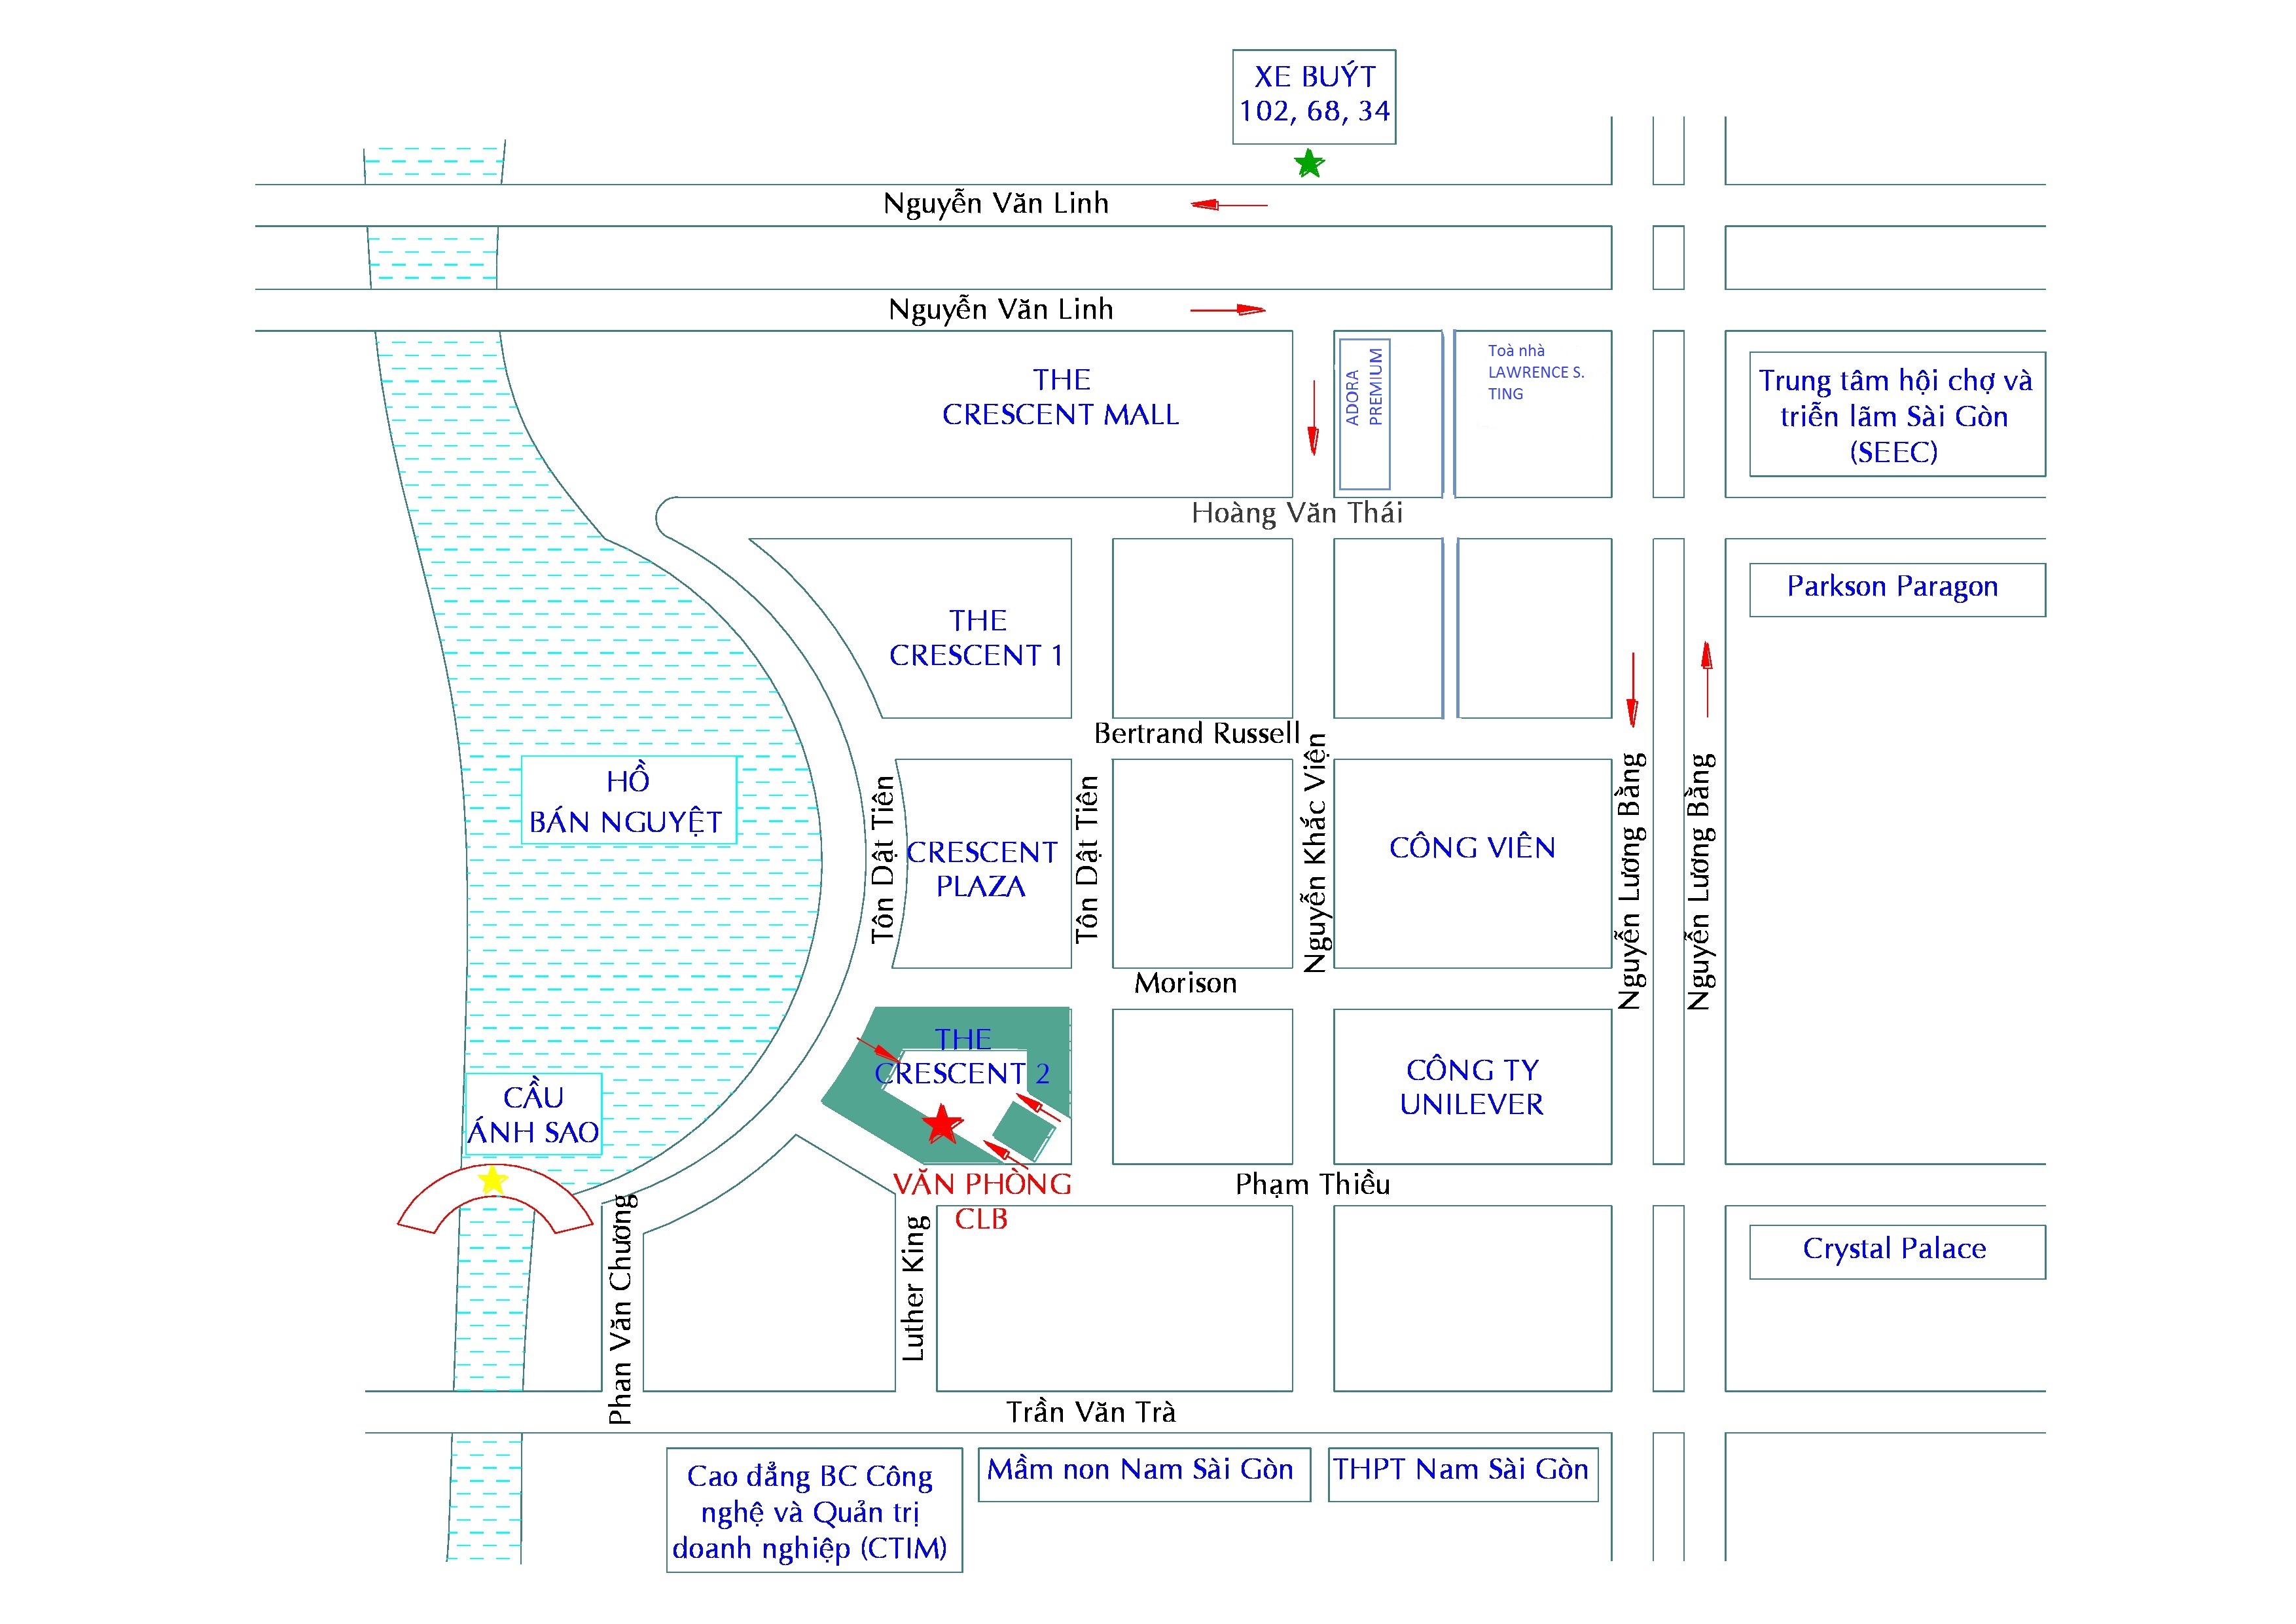 XE BUÝT
102, 68, 34
Nguyễn Văn Linh
Nguyễn Văn Linh
THE
CRESCENT MALL
ADORA
PREMIUM
Toà nhà
LAWRENCE S.
TING
Trung tâm hội chợ và
triễn lãm Sài Gòn
(SEEC)
Hoàng Văn Thái
Parkson Paragon
THE
CRESCENT 1
Bertrand Russell
HỒ
BÁN NGUYỆT
Tôn Dật Tiên
CRESCENT
PLAZA
Tôn Dật Tiên
Nguyễn Khắc Viện
CÔNG VIÊN
Nguyễn Lương Bằng
Nguyễn Lương Bằng
Morison
THE
CRESCENT 2
CÔNG TY
UNILEVER
CẦU
ÁNH SAO
VĂN PHÒNG
CLB
Phạm Thiều
Phan Văn Chương
Luther King
Crystal Palace
Trần Văn Trà
Cao đẳng BC Công
nghệ và Quản trị
doanh nghiệp (CTIM)
Mầm non Nam Sài Gòn
THPT Nam Sài Gòn